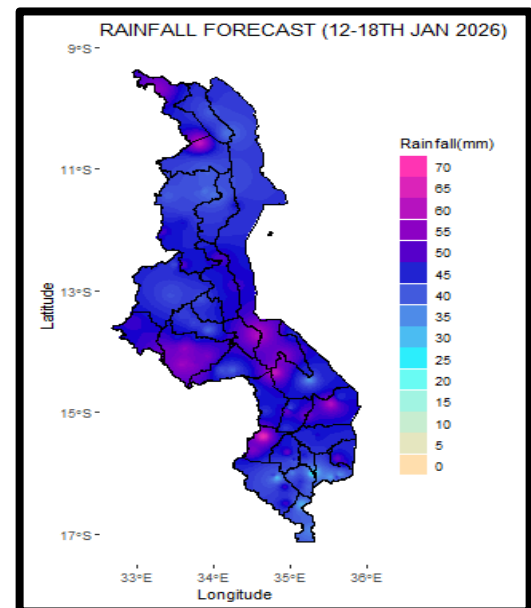 RAINFALL FORECAST (12-18TH JAN 2026)
9°S
11°S
13°S
15°S
17°S
Latitude
33°E 34°E 35°E 36°E
Longitude
Rainfall(mm)
70
65
60
55
50
45
40
35
30
25
20
15
10
5
0